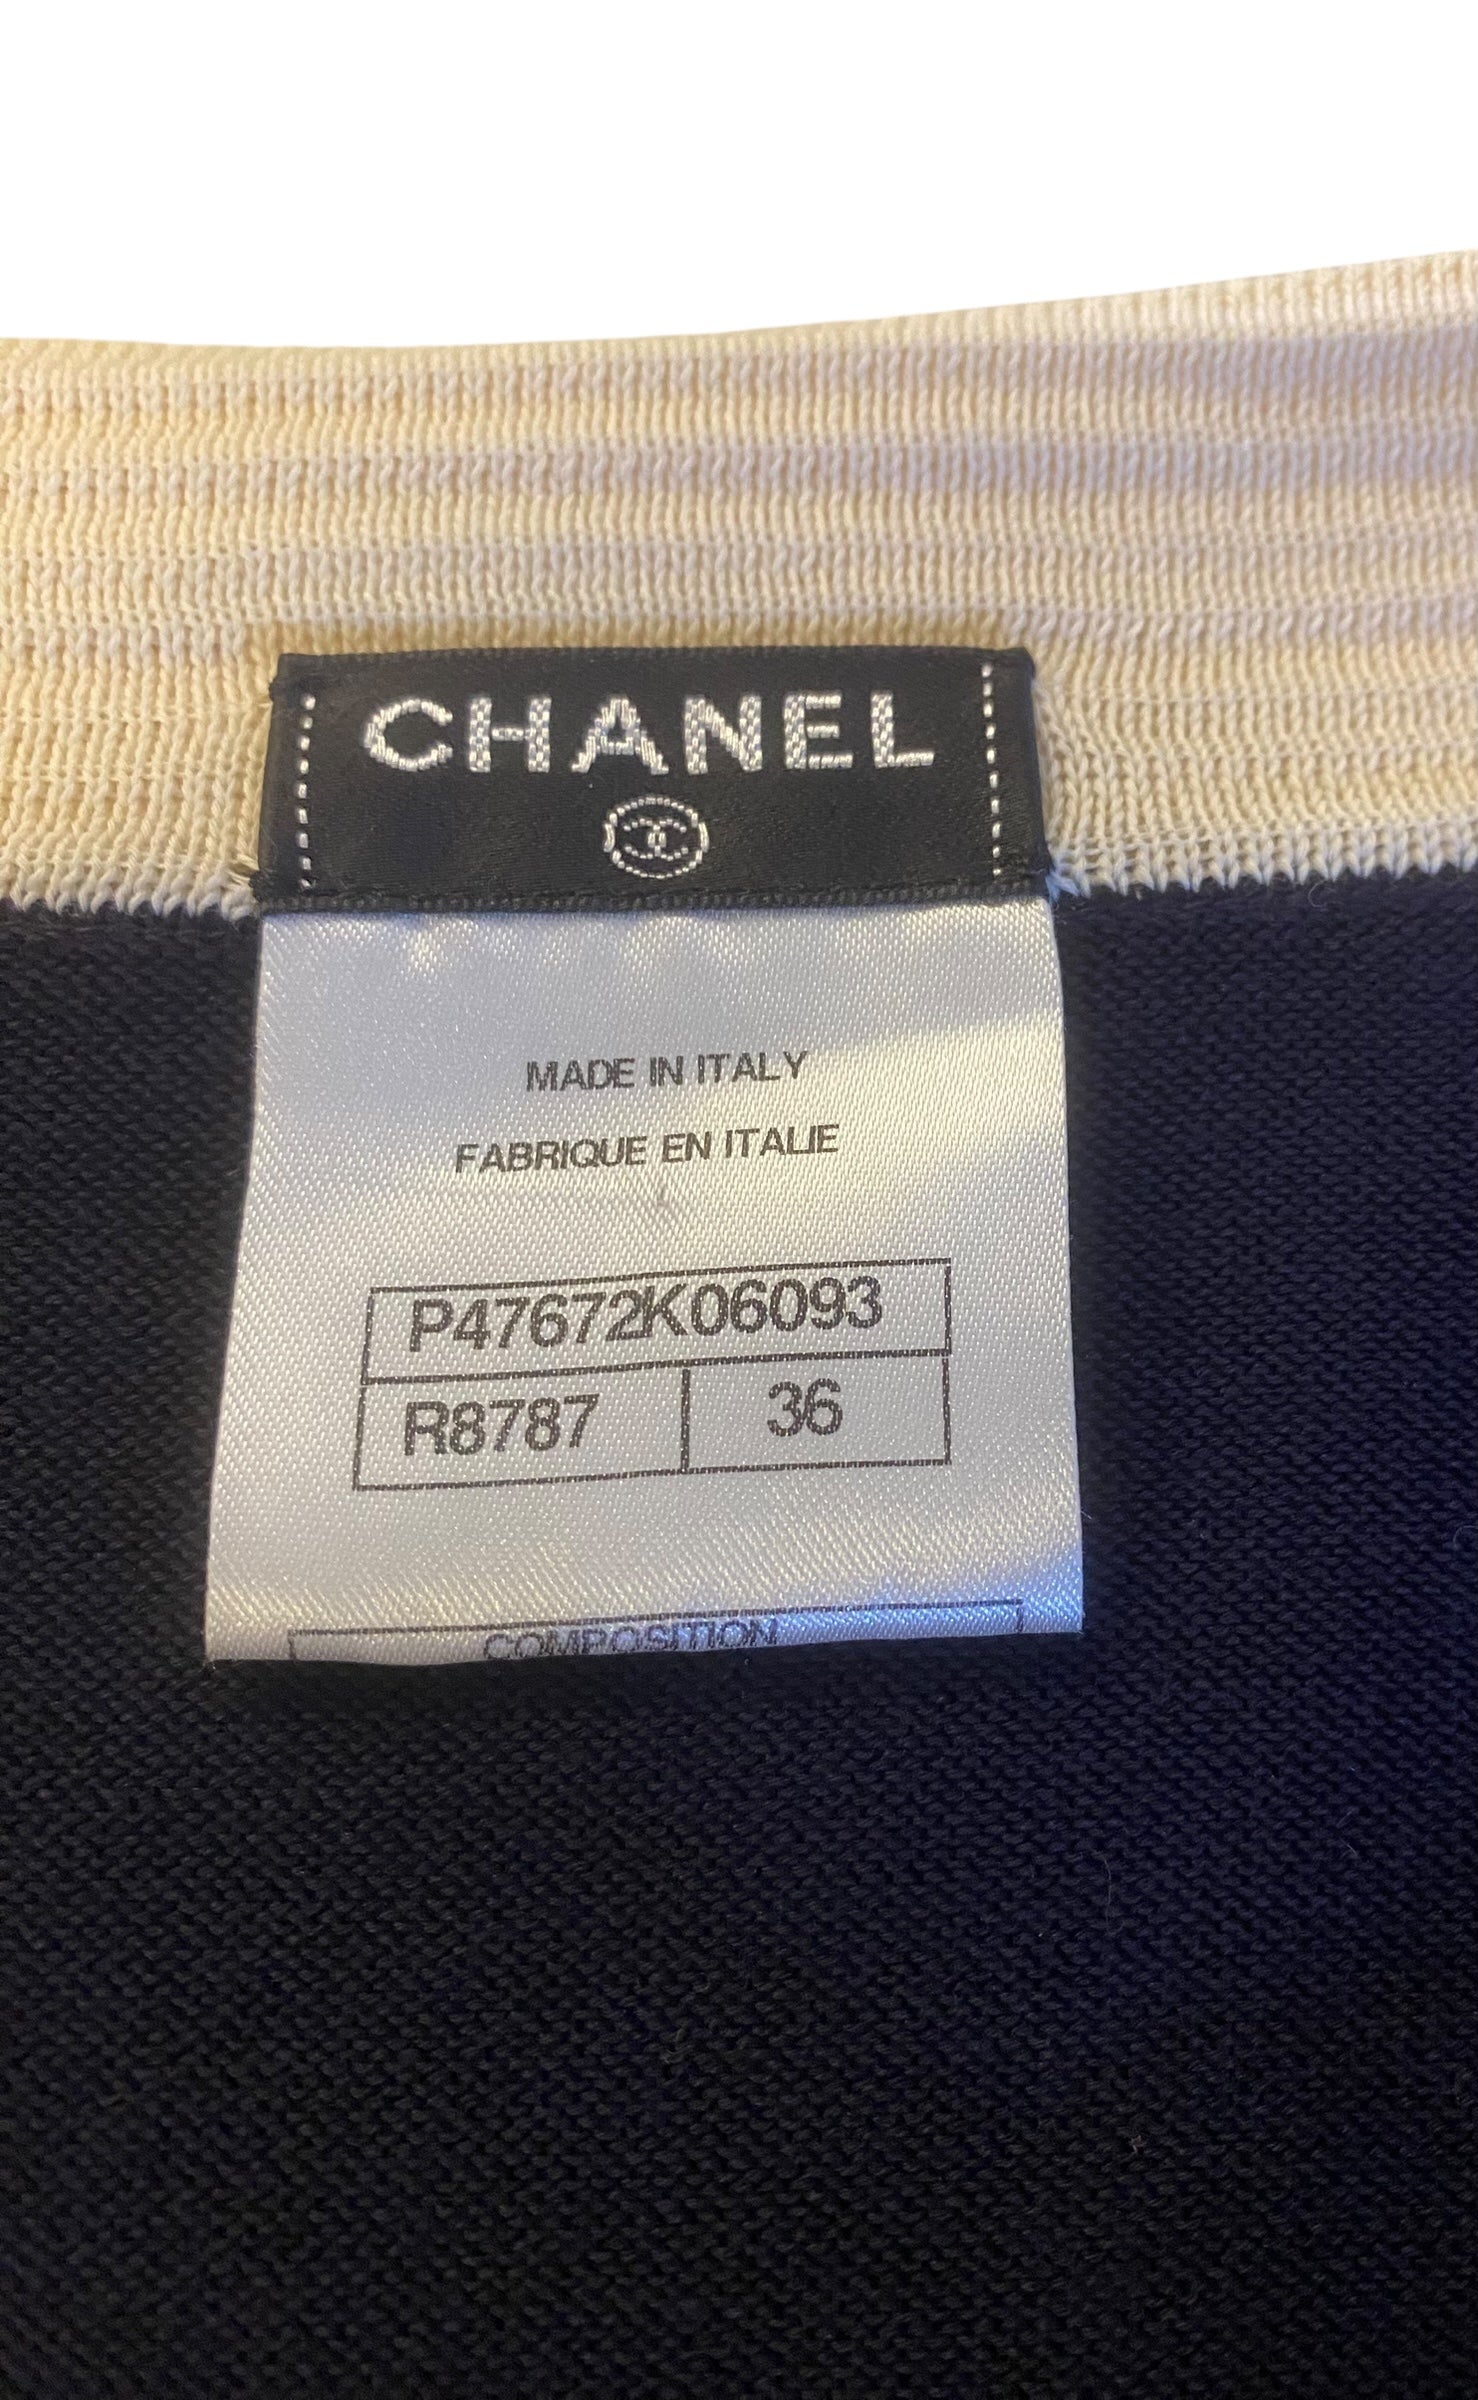 CHANEL
MADE IN ITALY
FABRIQUE EN ITALIE
P47672K06093
R8787 36
COMPOSITION